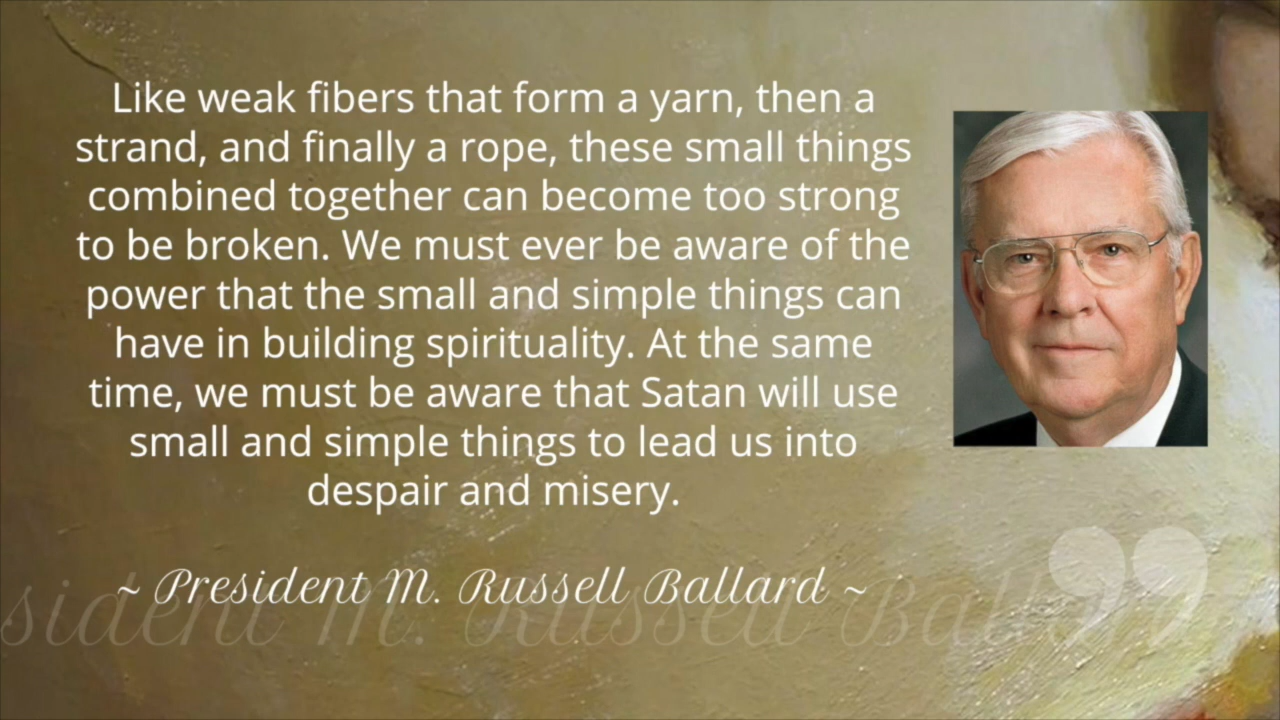 Like weak fibers that form a yarn, then a
strand, and finally a rope, these small things
combined together can become too strong
to be broken. We must ever be aware of the
power that the small and simple things can
have in building spirituality. At the same
time, we must be aware that Satan will use
small and simple things to lead us into
despair and misery.
~ President M. Russell Ballard ~
sident M. Russell Ballard
”